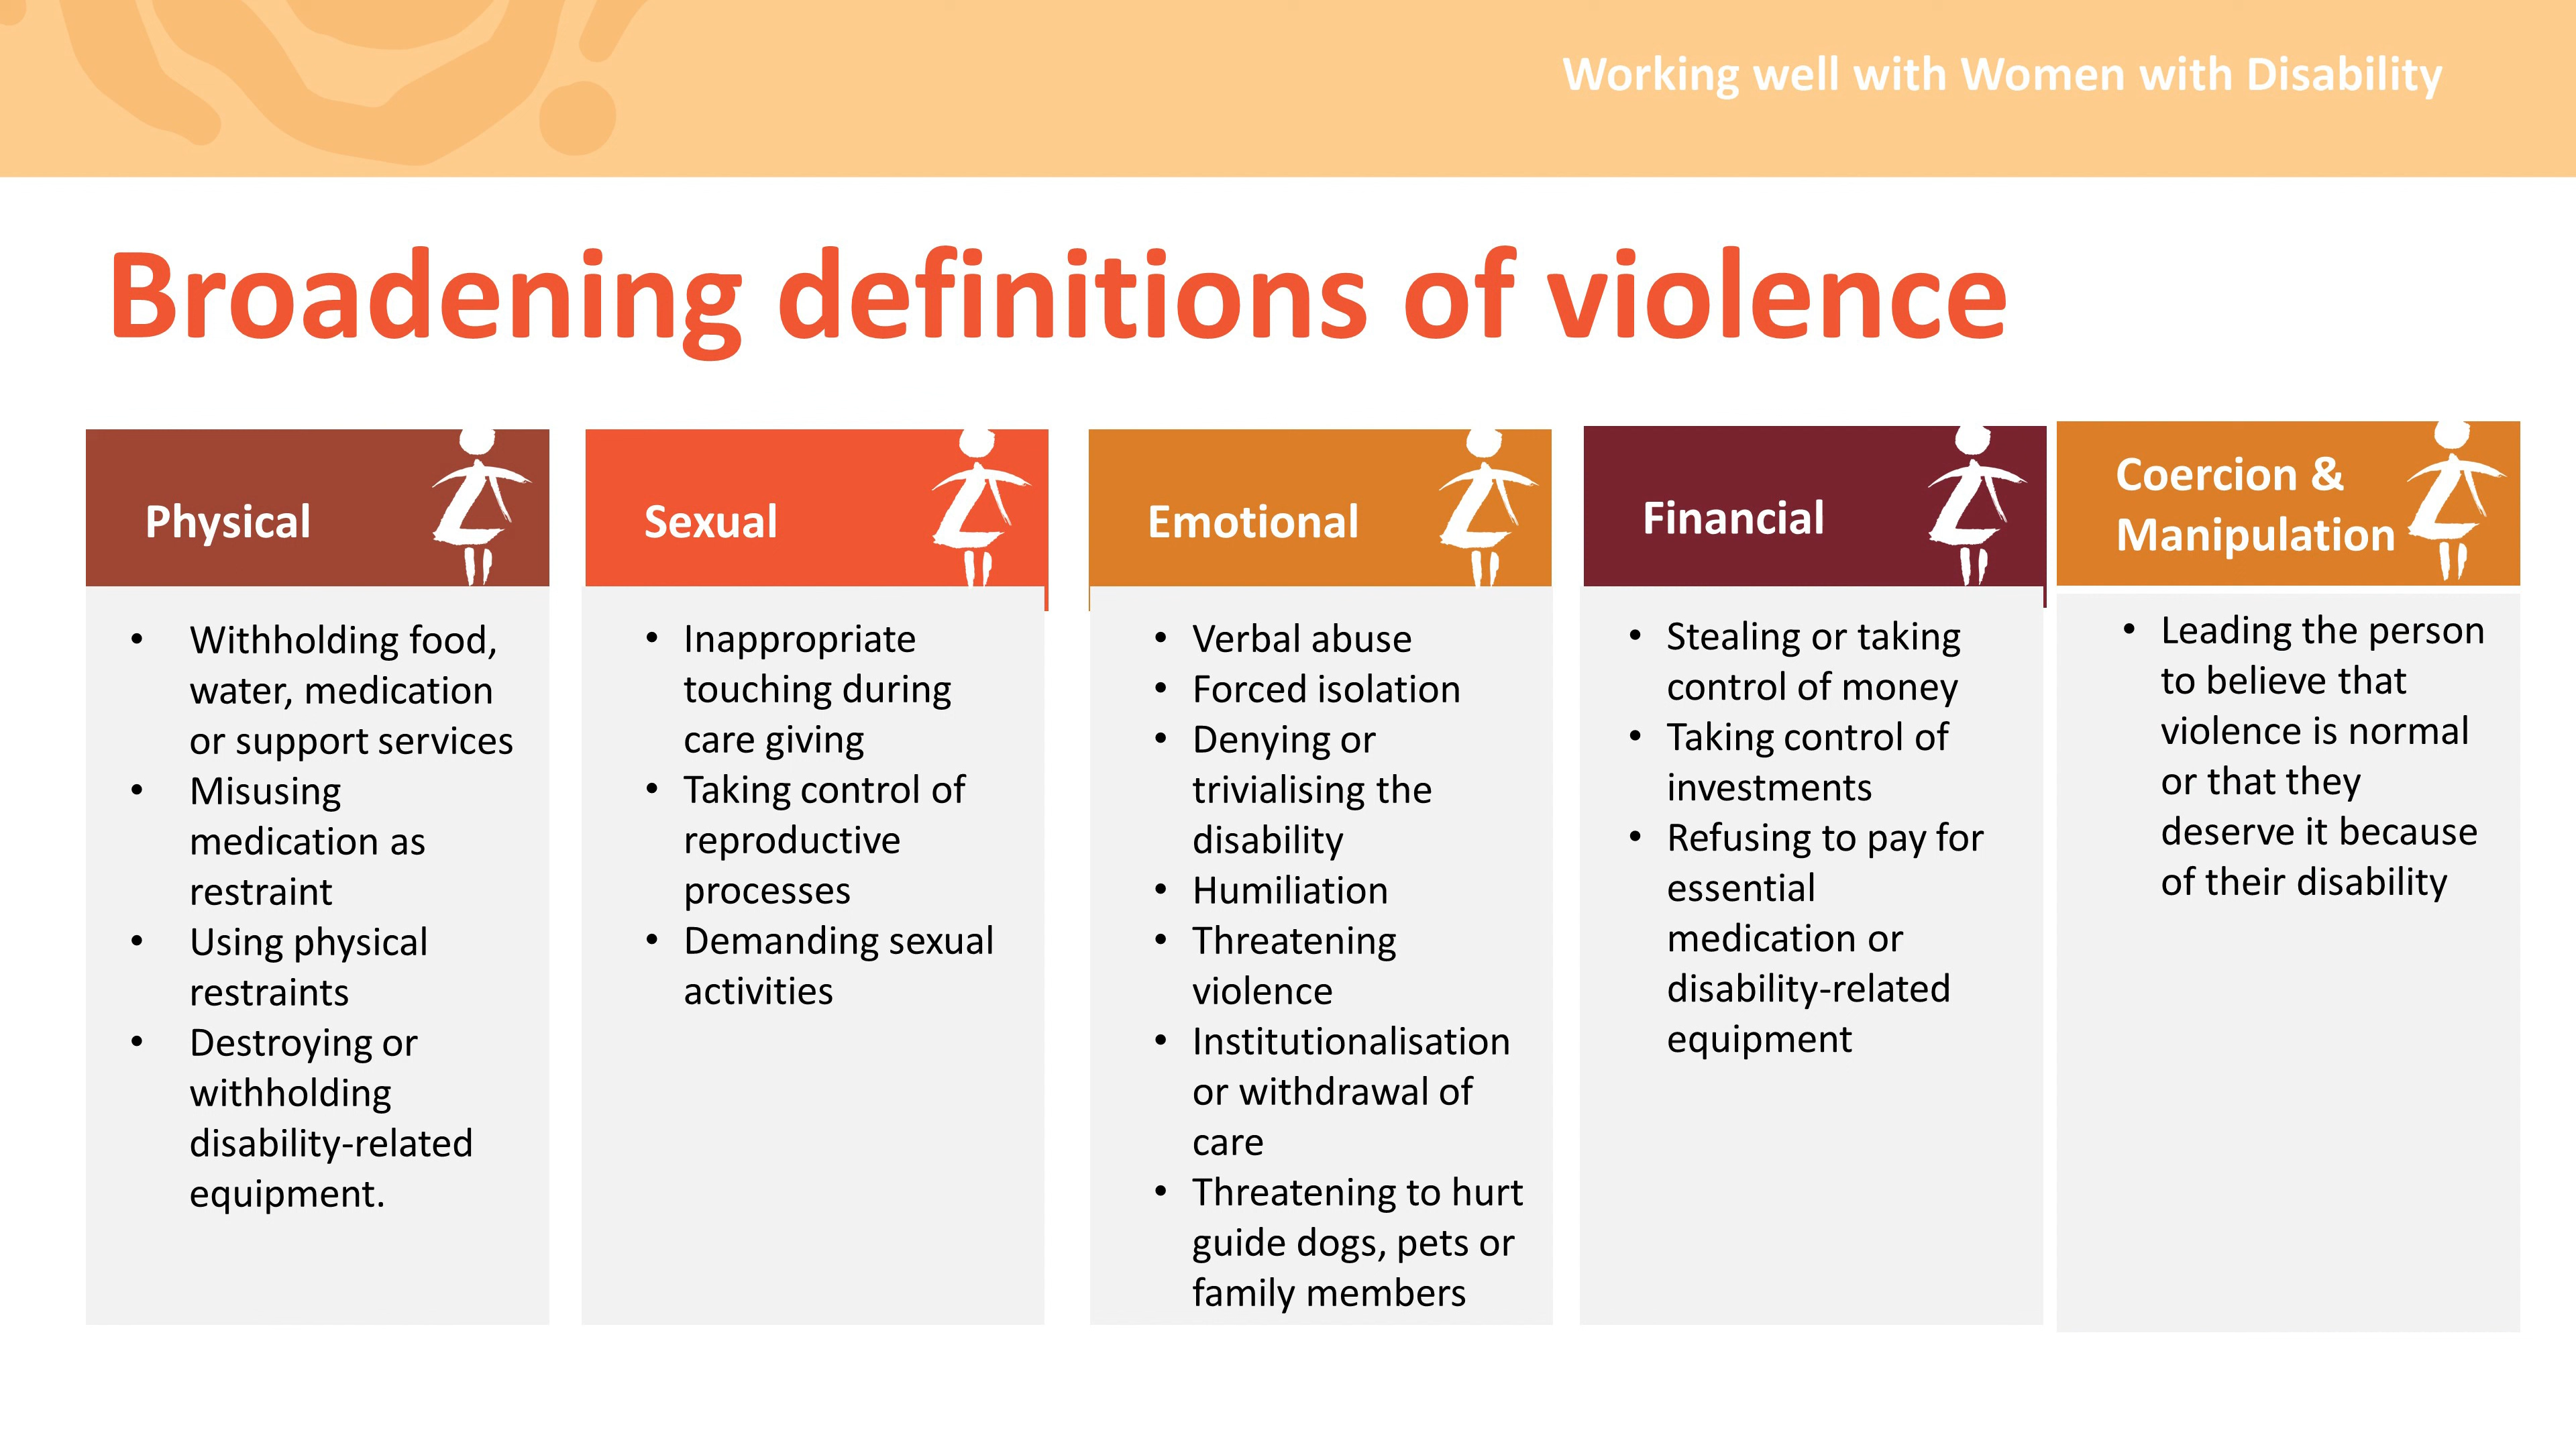 Working well with Women with Disability
Broadening definitions of violence
Physical
• Withholding food,
water, medication
or support services
• Misusing
medication as
restraint
• Using physical
restraints
• Destroying or
withholding
disability-related
equipment.
Sexual
• Inappropriate
touching during
care giving
• Taking control of
reproductive
processes
• Demanding sexual
activities
Emotional
• Verbal abuse
• Forced isolation
• Denying or
trivialising the
disability
• Humiliation
• Threatening
violence
• Institutionalisation
or withdrawal of
care
• Threatening to hurt
guide dogs, pets or
family members
Financial
• Stealing or taking
control of money
• Taking control of
investments
• Refusing to pay for
essential
medication or
disability-related
equipment
Coercion &
Manipulation
• Leading the person
to believe that
violence is normal
or that they
deserve it because
of their disability